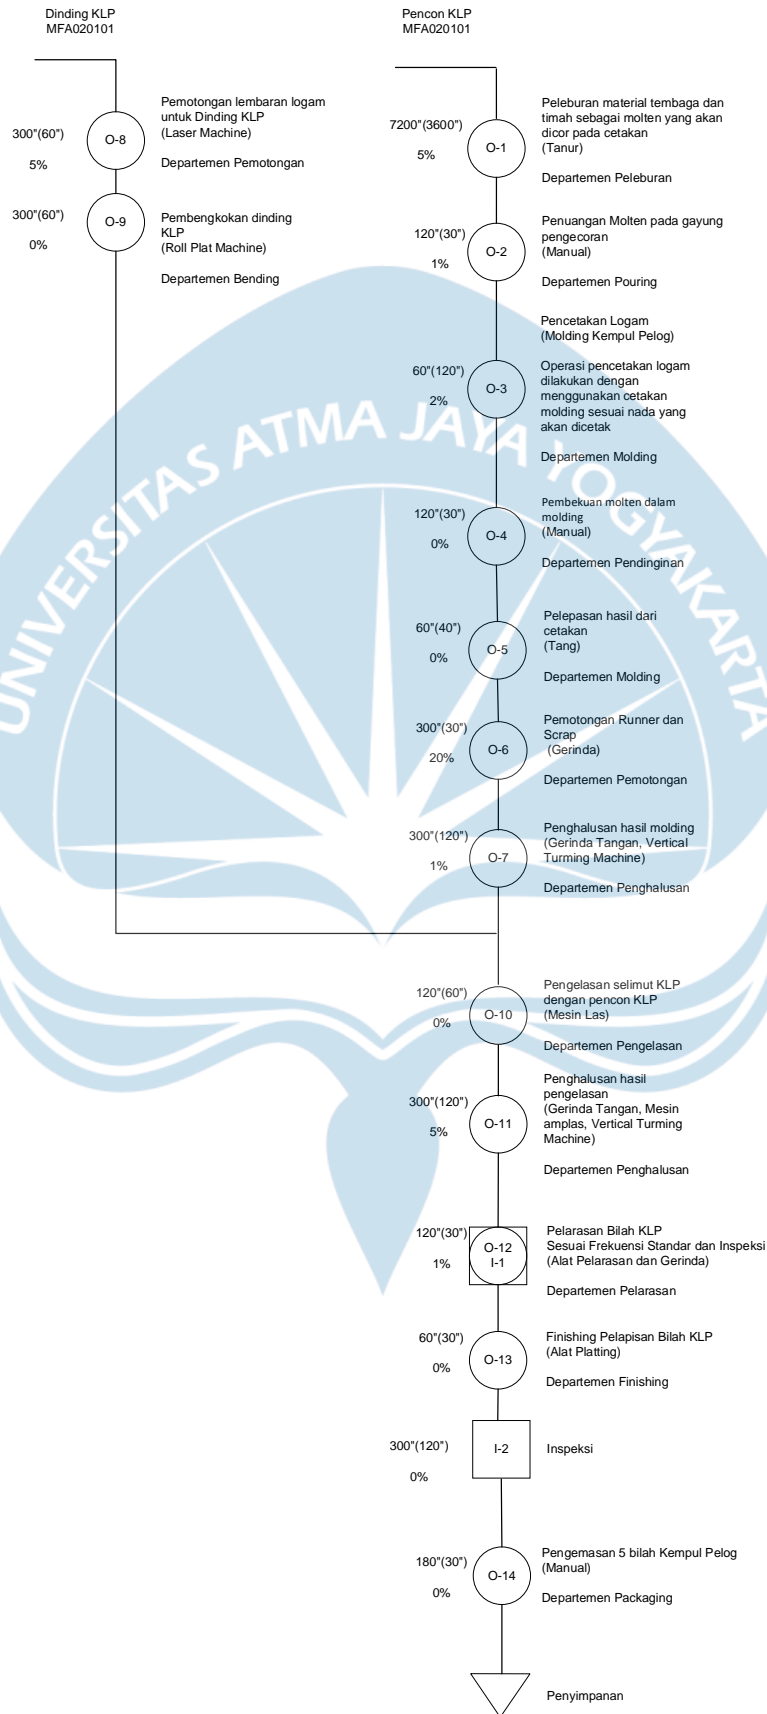 Dinding KLP
MFA020101
300"(60")
5%
O-8
Pemotongan lembaran logam
untuk Dinding KLP
(Laser Machine)
Departemen Pemotongan
300"(60")
0%
O-9
Pembengkokan dinding
KLP
(Roll Plat Machine)
Departemen Bending
Pencon KLP
MFA020101
7200"(3600")
5%
O-1
Peleburan material tembaga dan
timah sebagai molten yang akan
dicor pada cetakan
(Tanur)
Departemen Peleburan
120"(30")
1%
O-2
Penuangan Molten pada gayung
pengecoran
(Manual)
Departemen Pouring
Pencetakan Logam
(Molding Kempul Pelog)
60"(120")
2%
O-3
Operasi pencetakan logam
dilakukan dengan
menggunakan cetakan
molding sesuai nada yang
akan dicetak
Departemen Molding
120"(30")
0%
O-4
Pembekuan molten dalam
molding
(Manual)
Departemen Pendinginan
60"(40")
0%
O-5
Pelepasan hasil dari
cetakan
(Tang)
Departemen Molding
300"(30")
20%
O-6
Pemotongan Runner dan
Scrap
(Gerinda)
Departemen Pemotongan
300"(120")
1%
O-7
Penghalusan hasil molding
(Gerinda Tangan, Vertical
Turming Machine)
Departemen Penghalusan
120"(60")
0%
O-10
Pengelasan selimut KLP
dengan pencon KLP
(Mesin Las)
Departemen Pengelasan
300"(120")
5%
O-11
Penghalusan hasil
pengelasan
(Gerinda Tangan, Mesin
amplas, Vertical Turming
Machine)
Departemen Penghalusan
120"(30")
1%
O-12
I-1
Pelarasan Bilah KLP
Sesuai Frekuensi Standar dan Inspeksi
(Alat Pelarasan dan Gerinda)
Departemen Pelarasan
60"(30")
0%
O-13
Finishing Pelapisan Bilah KLP
(Alat Platting)
Departemen Finishing
300"(120")
0%
I-2
Inspeksi
180"(30")
0%
O-14
Pengemasan 5 bilah Kempul Pelog
(Manual)
Departemen Packaging
Penyimpanan
UNIVERSITAS ATMA JAYA YOGYAKARTA